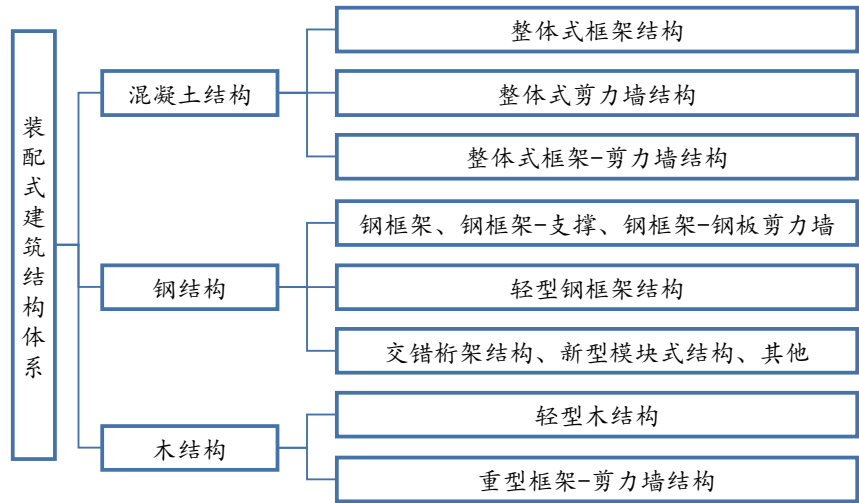 装配式建筑结构体系
混凝土结构
整体式框架结构
整体式剪力墙结构
整体式框架-剪力墙结构
钢结构
钢框架、钢框架-支撑、钢框架-钢板剪力墙
轻型钢框架结构
交错桁架结构、新型模块式结构、其他
木结构
轻型木结构
重型框架-剪力墙结构